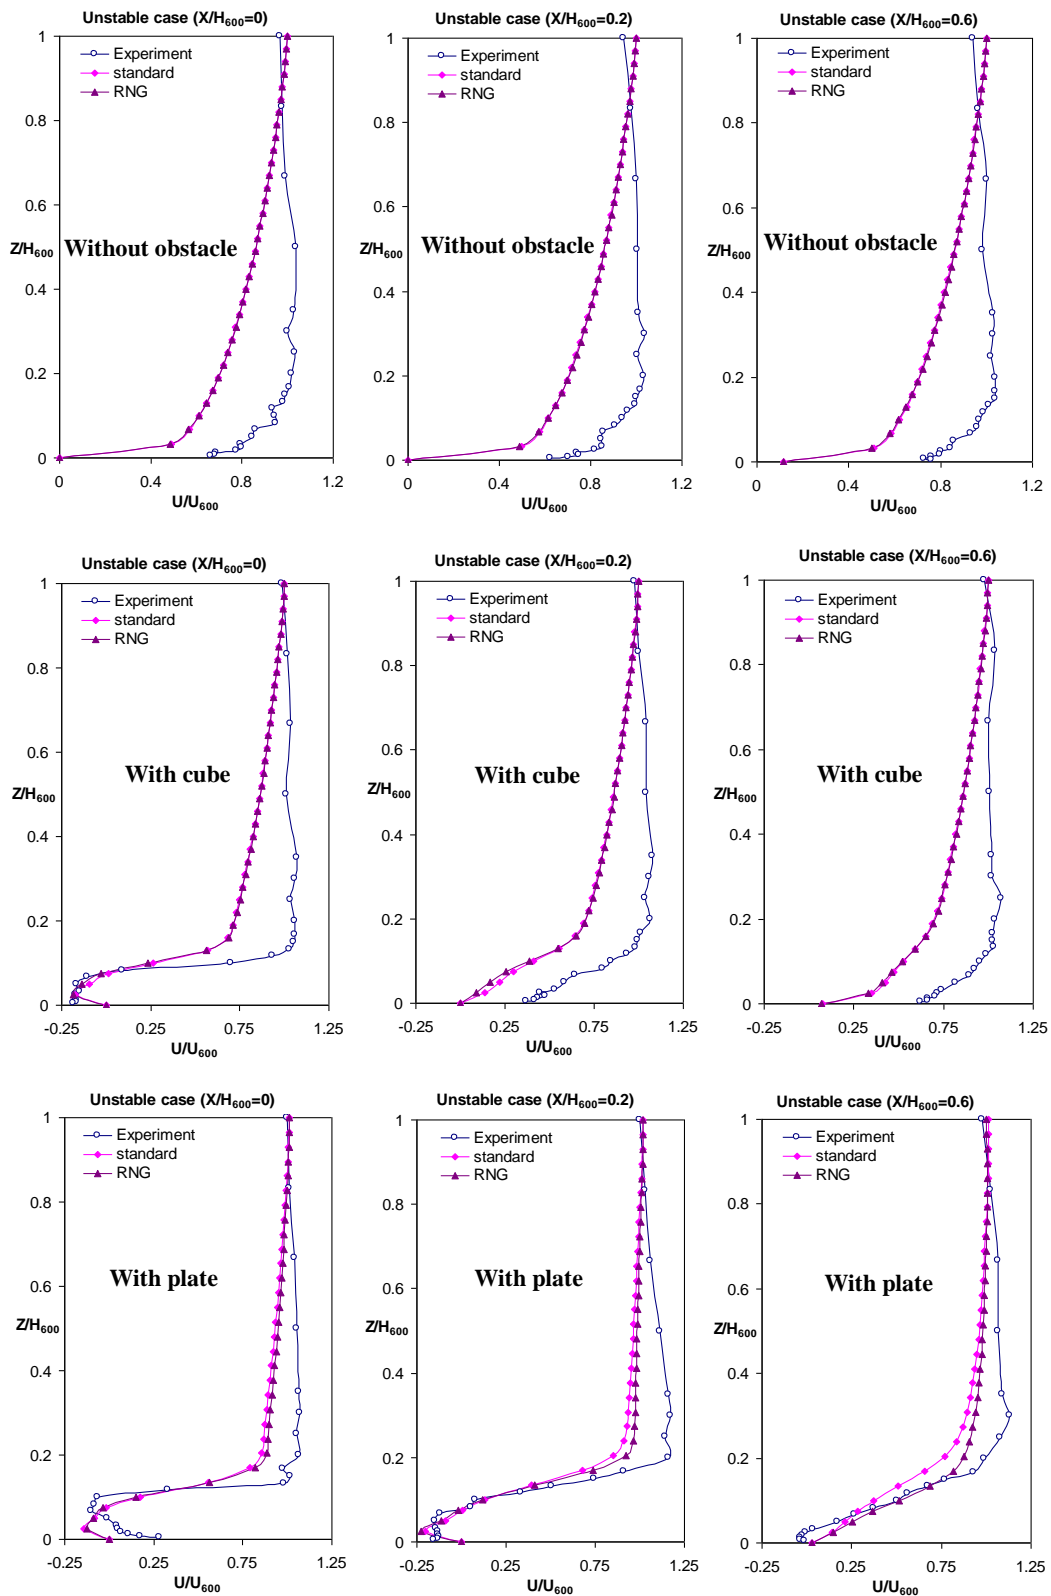 Unstable case (X/H600=0)
1
0.8
0.6
Z/H600
0.4
0.2
0
Experiment
standard
RNG
Without obstacle
0 0.4 0.8 1.2
U/U600
Unstable case (X/H600=0.2)
1
0.8
0.6
Z/H600
0.4
0.2
0
Experiment
standard
RNG
Without obstacle
0 0.4 0.8 1.2
U/U600
Unstable case (X/H600=0.6)
1
0.8
0.6
Z/H600
0.4
0.2
0
Experiment
standard
RNG
Without obstacle
0 0.4 0.8 1.2
U/U600
Unstable case (X/H600=0)
1
0.8
0.6
Z/H600
0.4
0.2
0
Experiment
standard
RNG
With cube
-0.25 0.25 0.75 1.25
U/U600
Unstable case (X/H600=0.2)
1
0.8
0.6
Z/H600
0.4
0.2
0
Experiment
standard
RNG
With cube
-0.25 0.25 0.75 1.25
U/U600
Unstable case (X/H600=0.6)
1
0.8
0.6
Z/H600
0.4
0.2
0
Experiment
standard
RNG
With cube
-0.25 0.25 0.75 1.25
U/U600
Unstable case (X/H600=0)
1
0.8
0.6
Z/H600
0.4
0.2
0
Experiment
standard
RNG
With plate
-0.25 0.25 0.75 1.25
U/U600
Unstable case (X/H600=0.2)
1
0.8
0.6
Z/H600
0.4
0.2
0
Experiment
standard
RNG
With plate
-0.25 0.25 0.75 1.25
U/U600
Unstable case (X/H600=0.6)
1
0.8
0.6
Z/H600
0.4
0.2
0
Experiment
standard
RNG
With plate
-0.25 0.25 0.75 1.25
U/U600